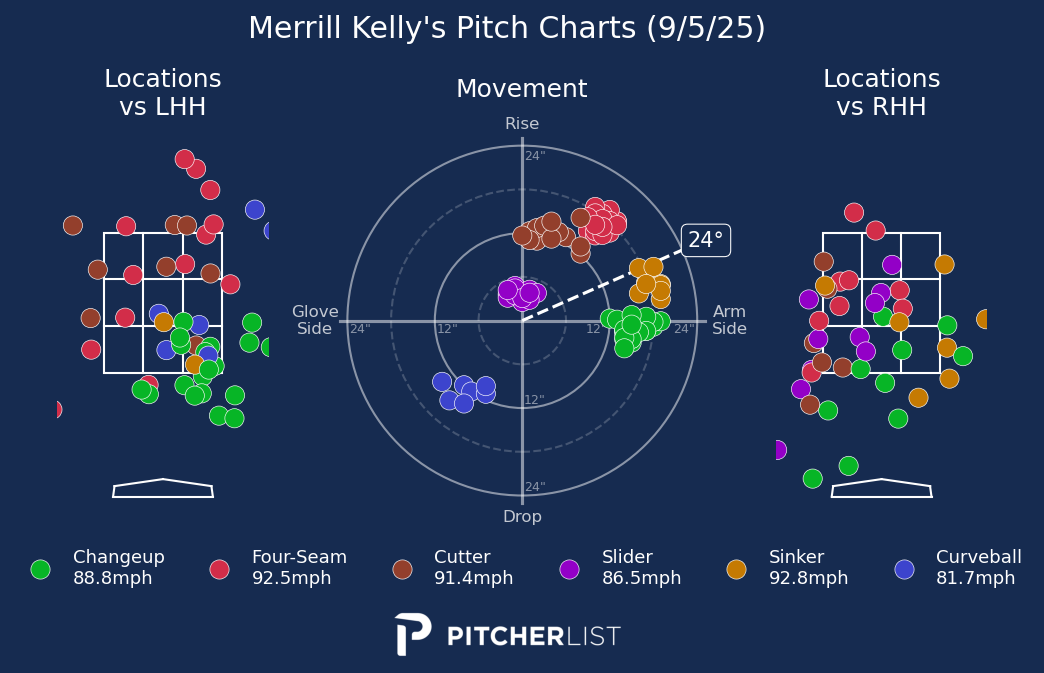 Merrill Kelly's Pitch Charts (9/5/25)
Locations
vs LHH
Movement
Locations
vs RHH
Rise
24"
24°
Glove
Side
24"
12"
12"
24"
Arm
Side
12"
24"
Drop
Changeup
88.8mph
Four-Seam
92.5mph
Cutter
91.4mph
Slider
86.5mph
Sinker
92.8mph
Curveball
81.7mph
PITCHERLIST